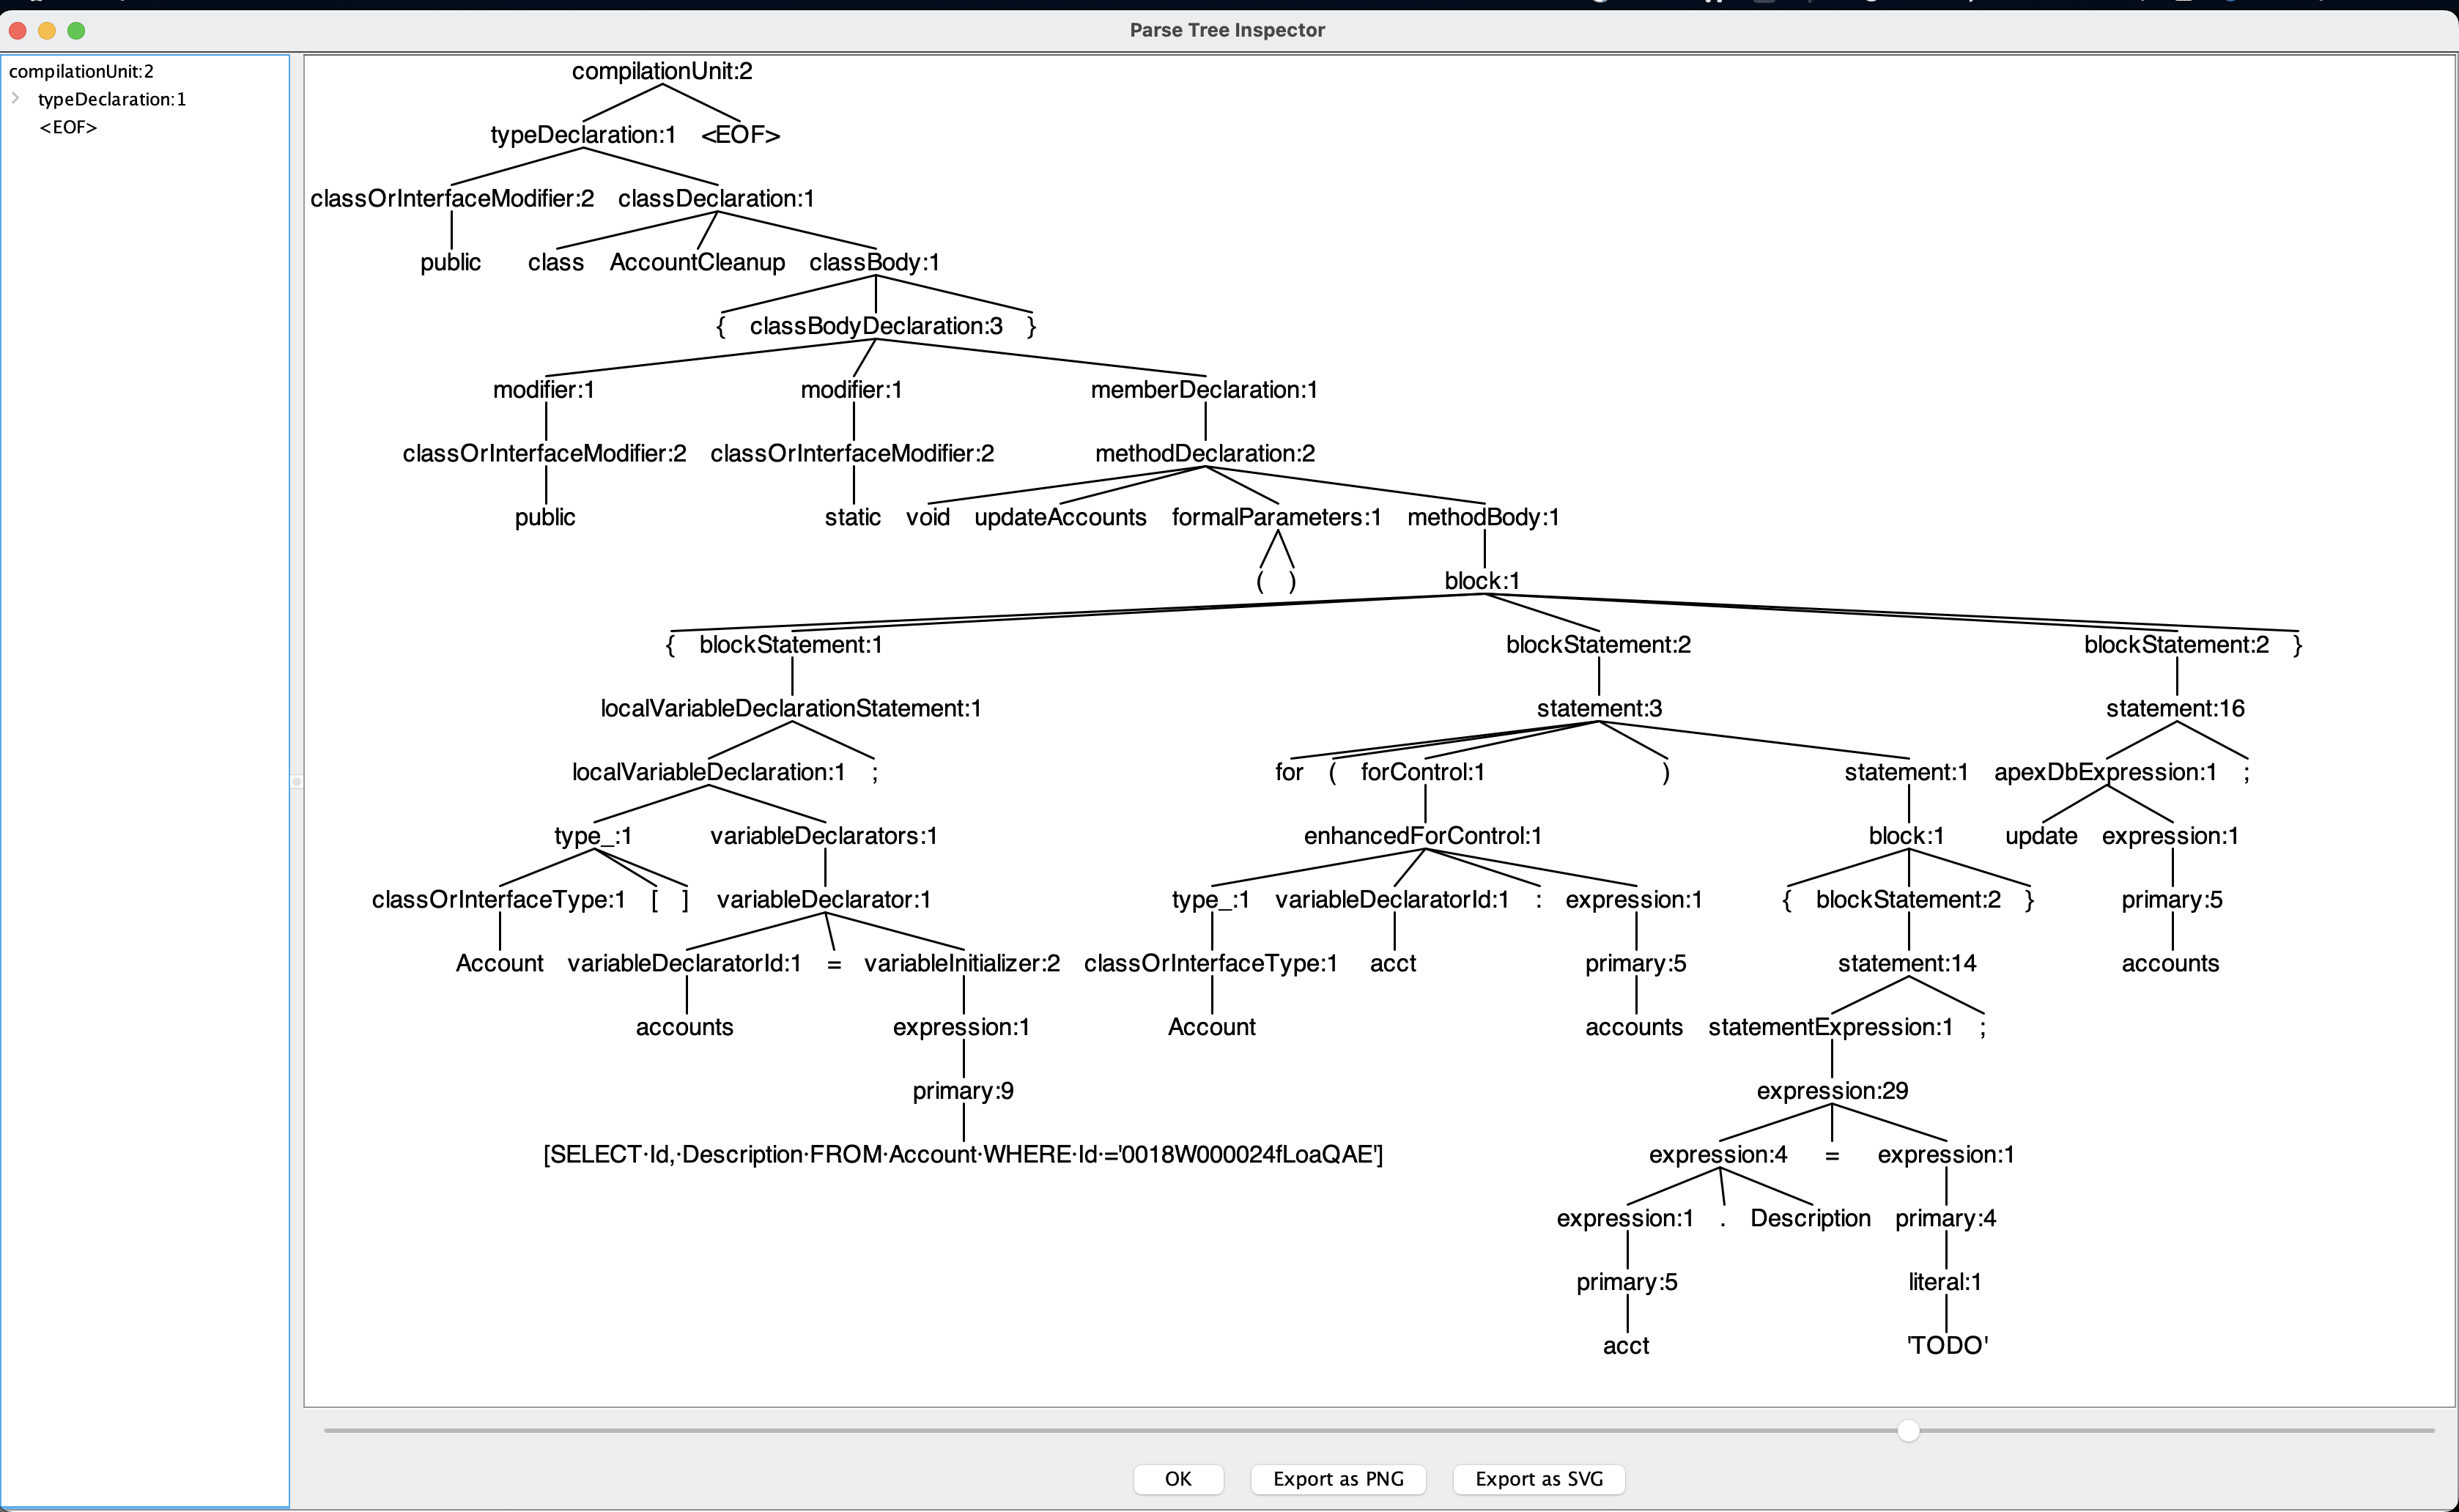 Parse Tree Inspector
compilationUnit:2
typeDeclaration:1
<EOF>
compilationUnit:2
typeDeclaration:1 <EOF>
classOrInterfaceModifier:2 classDeclaration:1
public class AccountCleanup classBody:1
{ classBodyDeclaration:3 }
modifier:1 modifier:1 memberDeclaration:1
classOrInterfaceModifier:2 classOrInterfaceModifier:2 methodDeclaration:2
public static void updateAccounts formalParameters:1 methodBody:1
( ) block:1
{ blockStatement:1 blockStatement:2 blockStatement:2 }
localVariableDeclarationStatement:1 statement:3 statement:16
localVariableDeclaration:1 ; for ( forControl:1 ) statement:1 apexDbExpression:1 ;
type_:1 variableDeclarators:1 enhancedForControl:1 block:1 update expression:1
classOrInterfaceType:1 [ ] variableDeclarator:1 type_:1 variableDeclaratorId:1 : expression:1 { blockStatement:2 } primary:5
Account variableDeclaratorId:1 = variableInitializer:2 classOrInterfaceType:1 acct primary:5 statement:14 accounts
accounts expression:1 Account accounts statementExpression:1 ;
primary:9 expression:29
[SELECT·Id,·Description·FROM·Account·WHERE·Id·='0018W000024fLoaQAE'] expression:4 = expression:1
expression:1 . Description primary:4
primary:5 literal:1
acct 'TODO'
OK Export as PNG Export as SVG